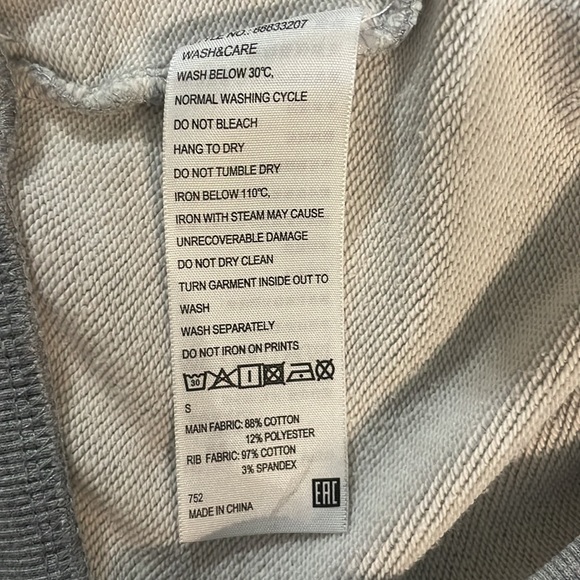 NO.: 88833207
WASH&CARE
WASH BELOW 30℃,
NORMAL WASHING CYCLE
DO NOT BLEACH
HANG TO DRY
DO NOT TUMBLE DRY
IRON BELOW 110℃,
IRON WITH STEAM MAY CAUSE
UNRECOVERABLE DAMAGE
DO NOT DRY CLEAN
TURN GARMENT INSIDE OUT TO
WASH
WASH SEPARATELY
DO NOT IRON ON PRINTS
30
S
MAIN FABRIC: 88% COTTON
12% POLYESTER
RIB FABRIC: 97% COTTON
3% SPANDEX
752
MADE IN CHINA
EAC